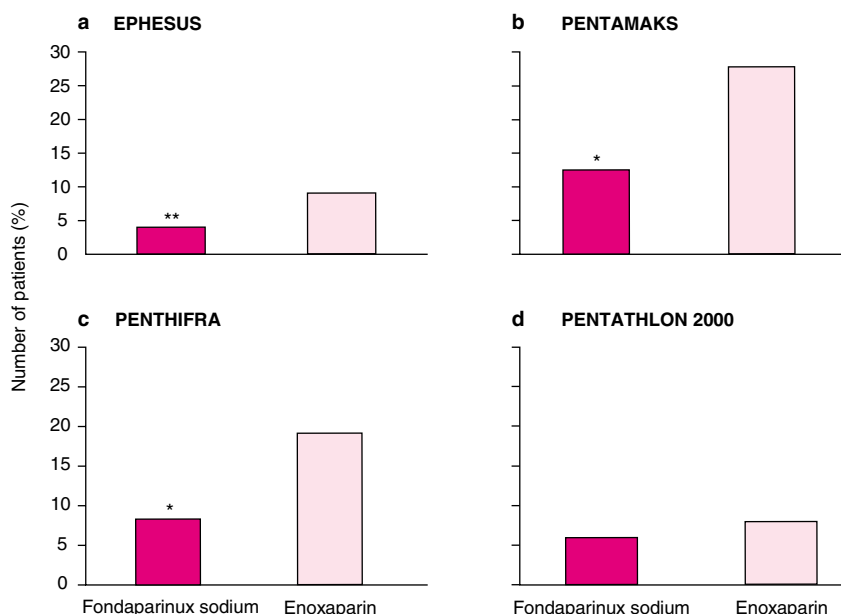 a EPHESUS
30
25
20
15
10
5
0
**
b PENTAMAKS
*
Number of patients (%)
c PENTHIFRA
30
25
20
15
10
5
0
*
Fondaparinux sodium Enoxaparin
d PENTATHLON 2000
Fondaparinux sodium Enoxaparin